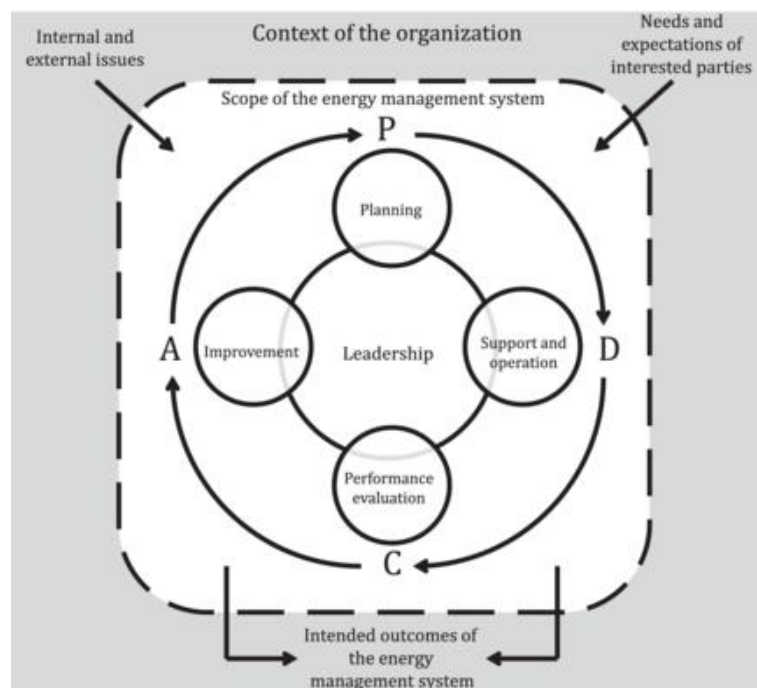 Internal and
external issues
Context of the organization
Needs and
expectations of
interested parties
Scope of the energy management system
P
Planning
A
Improvement
Leadership
Support and
operation
D
Performance
evaluation
C
Intended outcomes of
the energy
management system